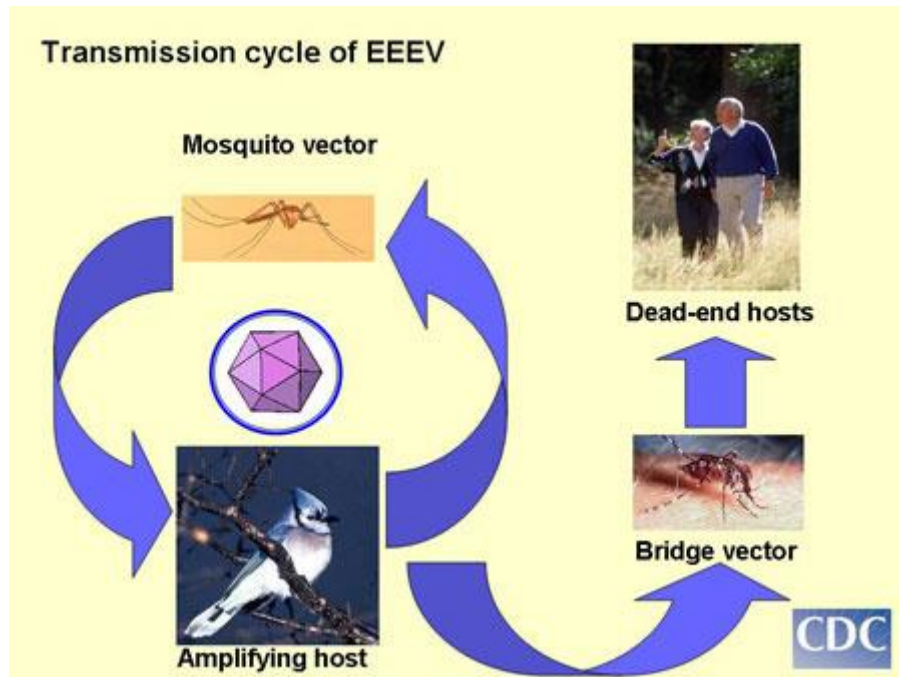 Transmission cycle of EEEV
Mosquito vector
Dead-end hosts
Bridge vector
Amplifying host
CDC